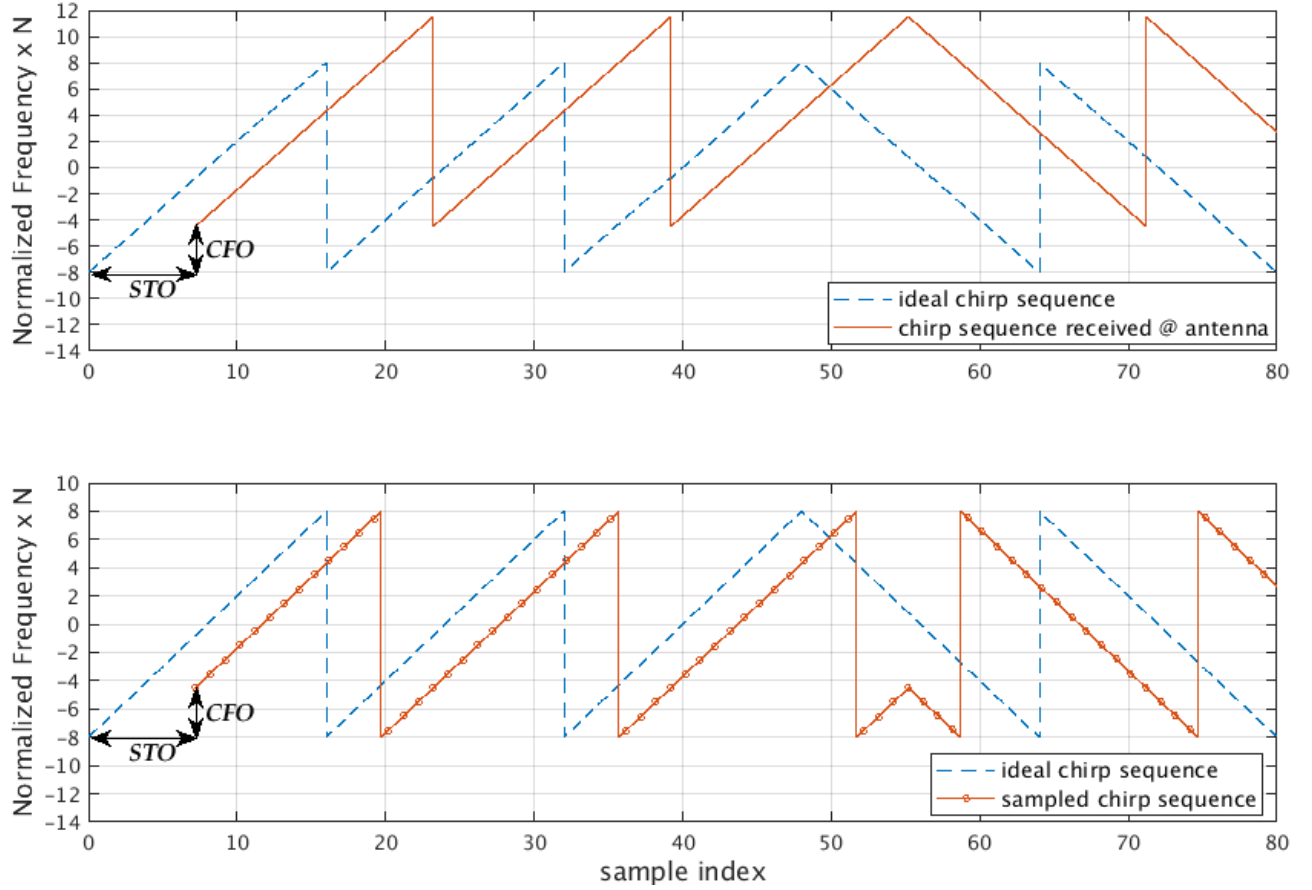 Normalized Frequency x N
12
10
8
6
4
2
0
−2
−4
−6
−8
−10
−12
−14
CFO
STO
ideal chirp sequence
chirp sequence received @ antenna
0 10 20 30 40 50 60 70 80
Normalized Frequency x N
10
8
6
4
2
0
−2
−4
−6
−8
−10
−12
−14
CFO
STO
ideal chirp sequence
sampled chirp sequence
0 10 20 30 40 50 60 70 80
sample index